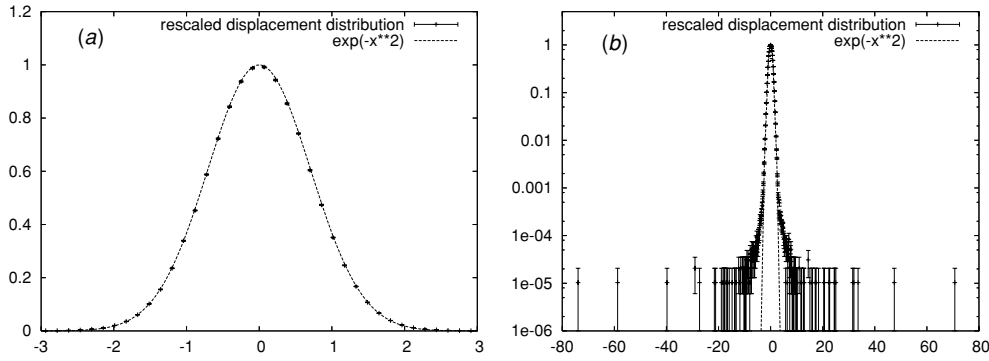 (a)
rescaled displacement distribution
exp(-x**2)
1.2
1
0.8
0.6
0.4
0.2
0
-3 -2 -1 0 1 2 3
(b)
rescaled displacement distribution
exp(-x**2)
1
0.1
0.01
0.001
1e-04
1e-05
1e-06
-80 -60 -40 -20 0 20 40 60 80